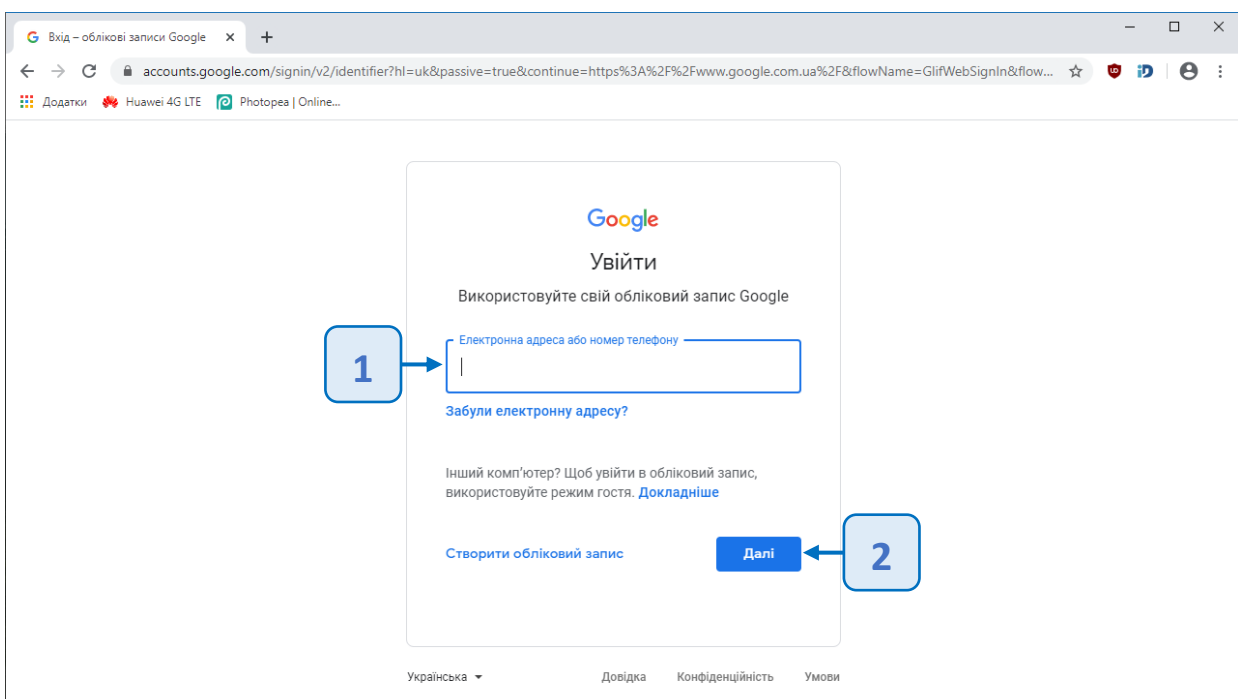 Вхід – облікові записи Google
accounts.google.com/signin/v2/identifier?hl=uk&passive=true&continue=https%3A%2F%2Fwww.google.com.ua%2F&flowName=GlifWebSignIn&flow...
Додатки Huawei 4G LTE Photopea | Online...
Google
Увійти
Використовуйте свій обліковий запис Google
Електронна адреса або номер телефону
1
Забули електронну адресу?
Інший комп'ютер? Щоб увійти в обліковий запис,
використовуйте режим гостя. Докладніше
Створити обліковий запис Далі
2
Українська Довідка Конфіденційність Умови